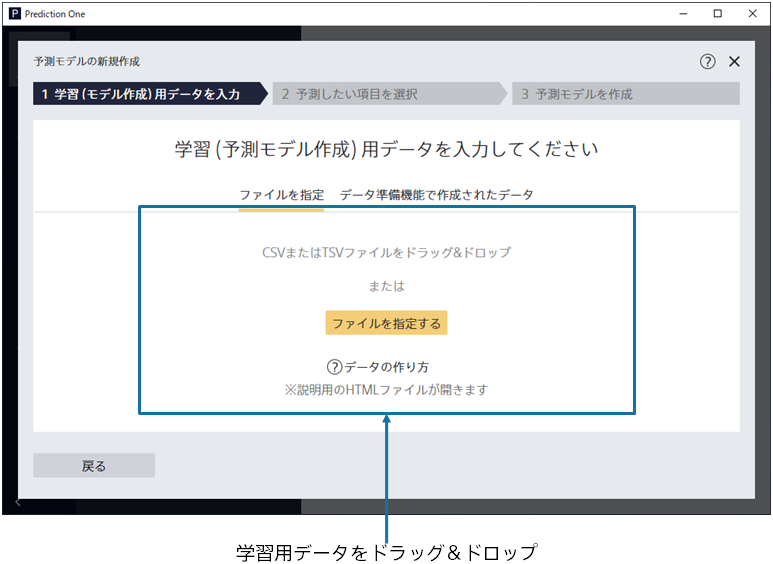 Prediction One
予測モデルの新規作成
1 学習 (モデル作成) 用データを入力
2 予測したい項目を選択
3 予測モデルを作成
学習 (予測モデル作成) 用データを入力してください
ファイルを指定 データ準備機能で作成されたデータ
CSVまたはTSVファイルをドラッグ&ドロップ
または
ファイルを指定する
?データの作り方
※説明用のHTMLファイルが開きます
戻る
学習用データをドラッグ＆ドロップ